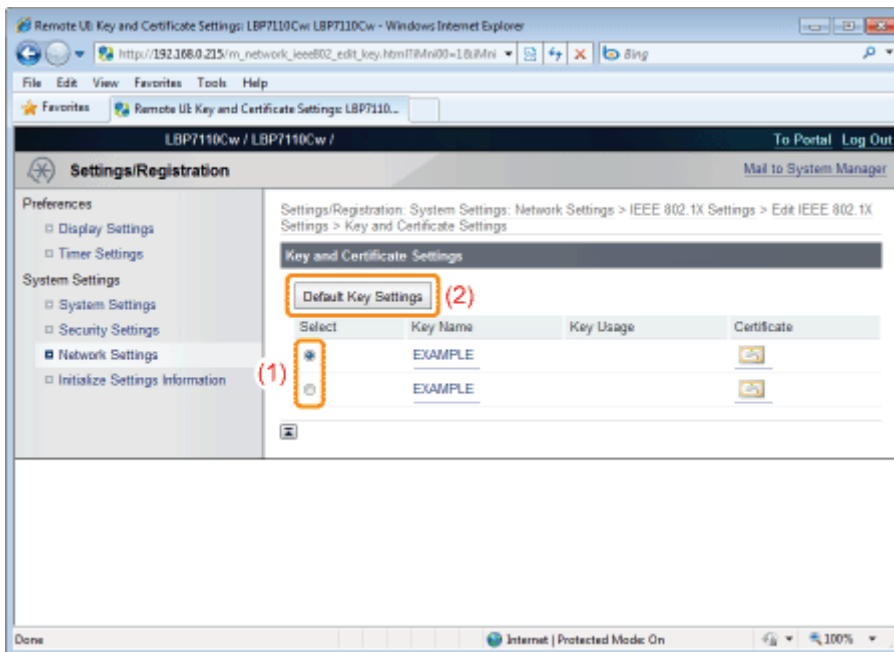 Remote UI: Key and Certificate Settings: LBP7110Cw: LBP7110Cw - Windows Internet Explorer
http://192.168.0.215/m_network_ieee802_edit_key.html?iMni00=1&iMni
Bing
File Edit View Favorites Tools Help
Favorites
Remote UI: Key and Certificate Settings: LBP7110...
LBP7110Cw / LBP7110Cw /
To Portal Log Out
Settings/Registration
Mail to System Manager
Preferences
Display Settings
Timer Settings
System Settings
System Settings
Security Settings
Network Settings
Initialize Settings Information
Settings/Registration: System Settings: Network Settings > IEEE 802.1X Settings > Edit IEEE 802.1X
Settings > Key and Certificate Settings
Key and Certificate Settings
Default Key Settings
(2)
Select Key Name Key Usage Certificate
(1)
EXAMPLE
EXAMPLE
Done
Internet | Protected Mode: On
100%